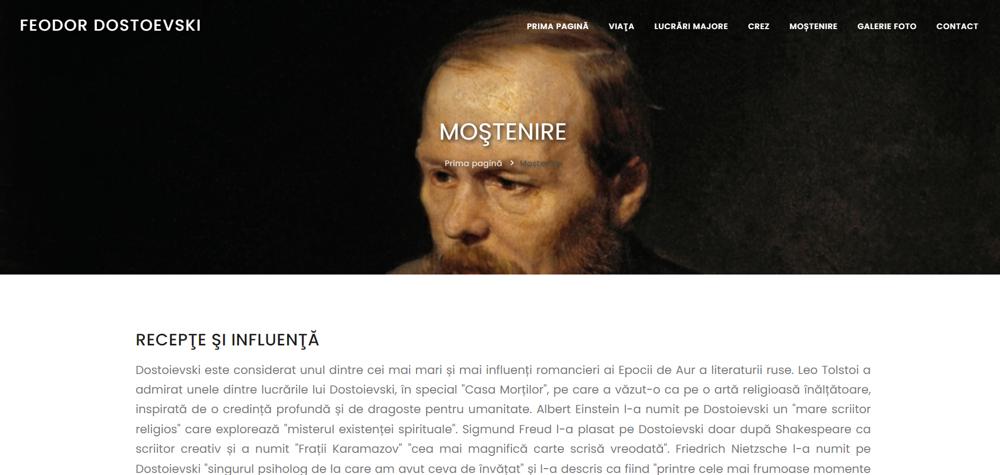 FEODOR DOSTOEVSKI
PRIMA PAGINĂ VIAŢA LUCRĂRI MAJORE CREZ MOȘTENIRE GALERIE FOTO CONTACT
MOŞTENIRE
Prima pagină > Moștenire
RECEPŢE ŞI INFLUENŢĂ
Dostoievski este considerat unul dintre cei mai mari și mai influenți romancieri ai Epocii de Aur a literaturii ruse. Leo Tolstoi a
admirat unele dintre lucrările lui Dostoievski, în special "Casa Morților", pe care a văzut-o ca pe o artă religioasă înălțătoare,
inspirată de o credință profundă și de dragoste pentru umanitate. Albert Einstein l-a numit pe Dostoievski un "mare scriitor
religios" care explorează "misterul existenței spirituale". Sigmund Freud l-a plasat pe Dostoievski doar după Shakespeare ca
scriitor creativ și a numit "Frații Karamazov" "cea mai magnifică carte scrisă vreodată". Friedrich Nietzsche l-a numit pe
Dostoievski "singurul psiholog de la care am avut ceva de învățat" și l-a descris ca fiind "printre cele mai frumoase momente